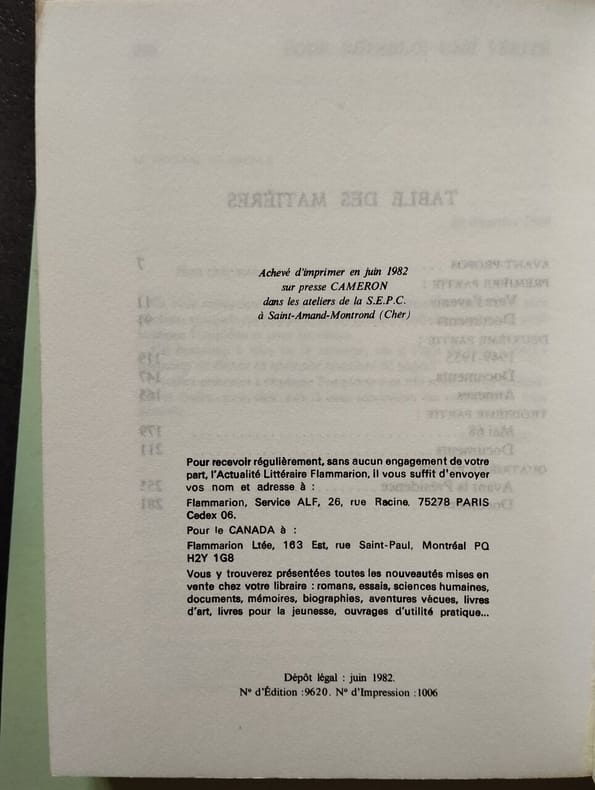 Achevé d'imprimer en juin 1982
sur presse CAMERON
dans les ateliers de la S.E.P.C.
à Saint-Amand-Montrond (Cher)
Pour recevoir régulièrement, sans aucun engagement de votre
part, l'Actualité Littéraire Flammarion, il vous suffit d'envoyer
vos nom et adresse à :
Flammarion, Service ALF, 26, rue Racine. 75278 PARIS
Cedex 06.
Pour le CANADA à :
Flammarion Ltée, 163 Est, rue Saint-Paul, Montréal PQ
H2Y 1G8
Vous y trouverez présentées toutes les nouveautés mises en
vente chez votre libraire : romans, essais, sciences humaines,
documents, mémoires, biographies, aventures vécues, livres
d'art, livres pour la jeunesse, ouvrages d'utilité pratique...
Dépôt légal : juin 1982.
N° d'Édition :9620. N° d'Impression :1006